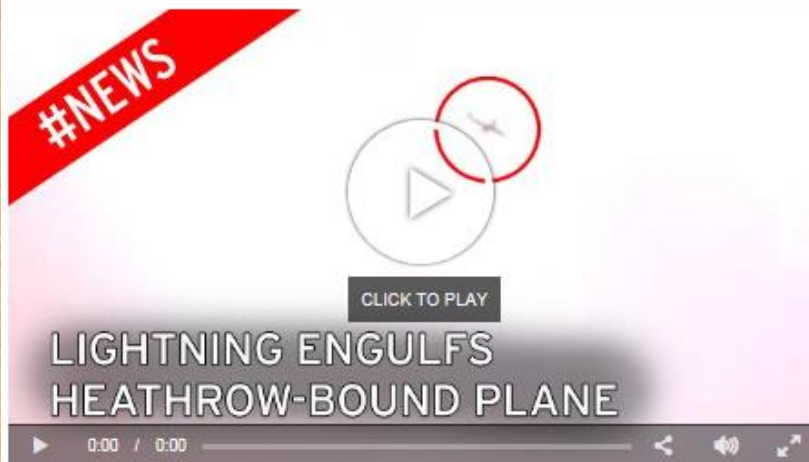 #NEWS
CLICK TO PLAY
LIGHTNING ENGULFS
HEATHROW-BOUND PLANE
0:00 / 0:00